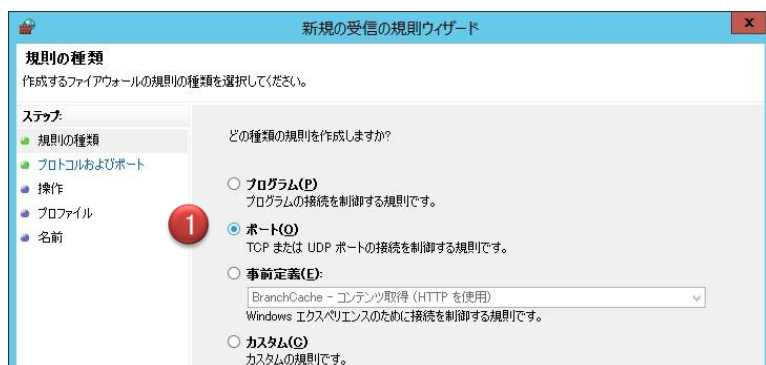 新規の受信の規則ウィザード
x
規則の種類
作成するファイアウォールの規則の種類を選択してください。
ステップ:
規則の種類
プロトコルおよびポート
操作
プロファイル
名前
どの種類の規則を作成しますか?
プログラム(P)
プログラムの接続を制御する規則です。
1
ポート(O)
TCP または UDP ポートの接続を制御する規則です。
事前定義(E):
BranchCache - コンテンツ取得 (HTTP を使用)
Windows エクスペリエンスのために接続を制御する規則です。
カスタム(C)
カスタムの規則です。